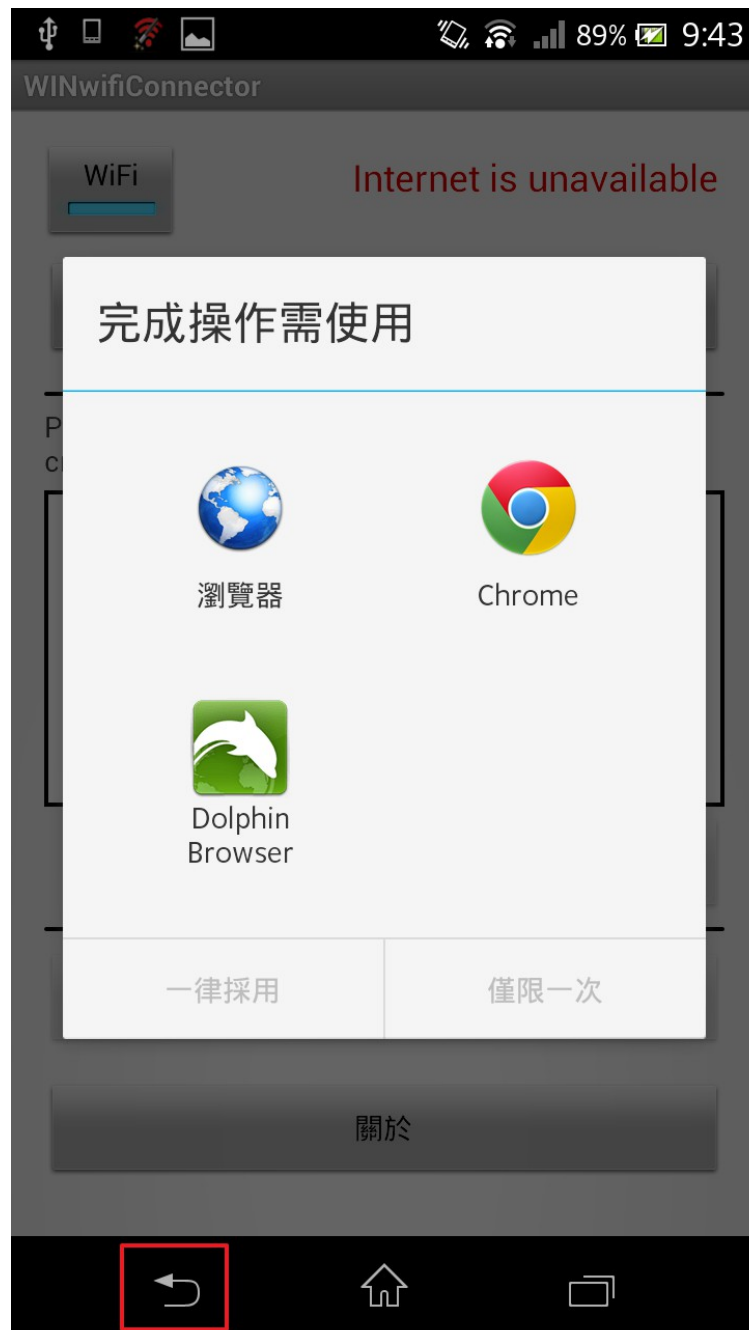 89% 9:43
WINwifiConnector
WiFi
Internet is unavailable
完成操作需使用
P
瀏覽器
Chrome
Dolphin
Browser
一律採用
僅限一次
關於